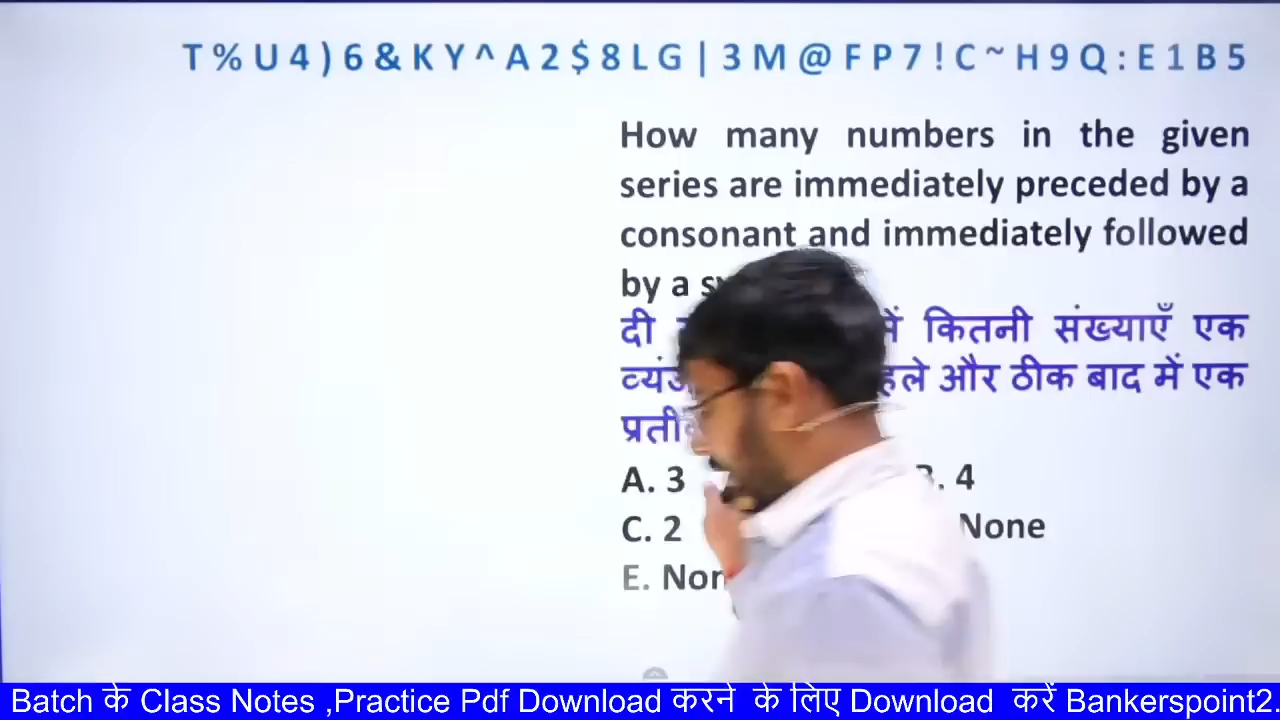 T % U 4 ) 6 & K Y ^ A 2 $ 8 L G | 3 M @ F P 7 ! C ~ H 9 Q : E 1 B 5
How many numbers in the given
series are immediately preceded by a
consonant and immediately followed
by a
दी में कितनी संख्याएँ एक
और ठीक बाद में एक
A. 3 B. 4
C. 2 None
E.
Batch के Class Notes ,Practice Pdf Download करने के लिए Download करें Bankerspoint2.